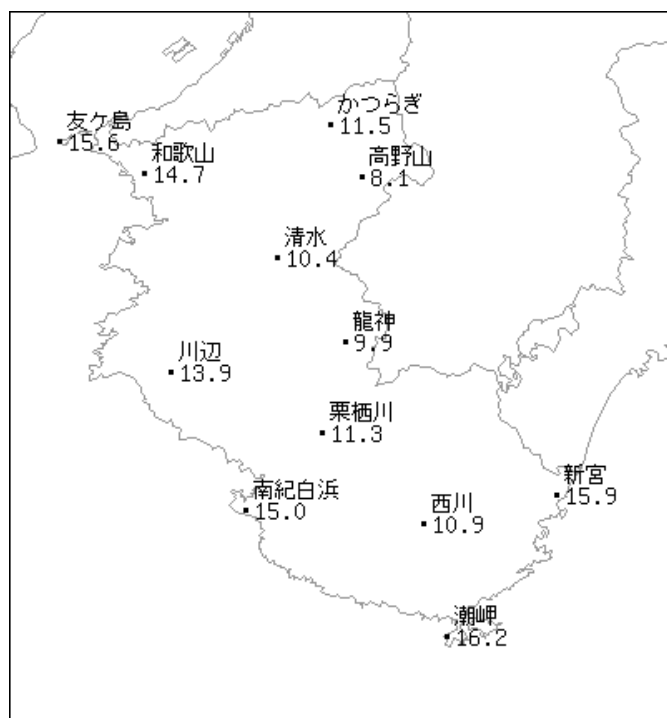 かつらぎ
11.5
友ケ島
15.6
和歌山
14.7
高野山
8.1
清水
10.4
龍神
9.9
川辺
13.9
栗栖川
11.3
新宮
15.9
南紀白浜
15.0
西川
10.9
潮岬
16.2